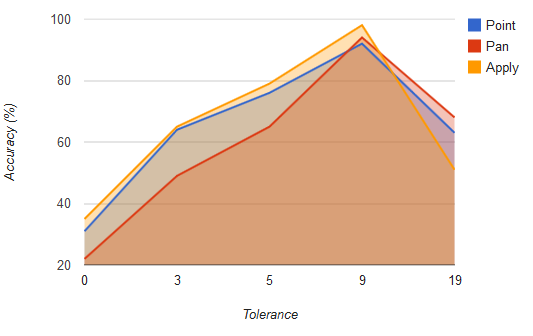 100
80
60
40
20
0 3 5 9 19
Accuracy (%)
Tolerance
Point
Pan
Apply